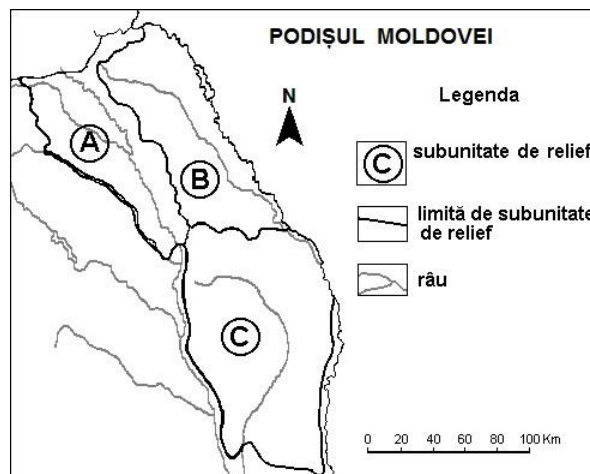 PODIȘUL MOLDOVEI
N
Legenda
C
subunitate de relief
limită de subunitate
de relief
râu
A
B
C
0 20 40 60 80 100 Km